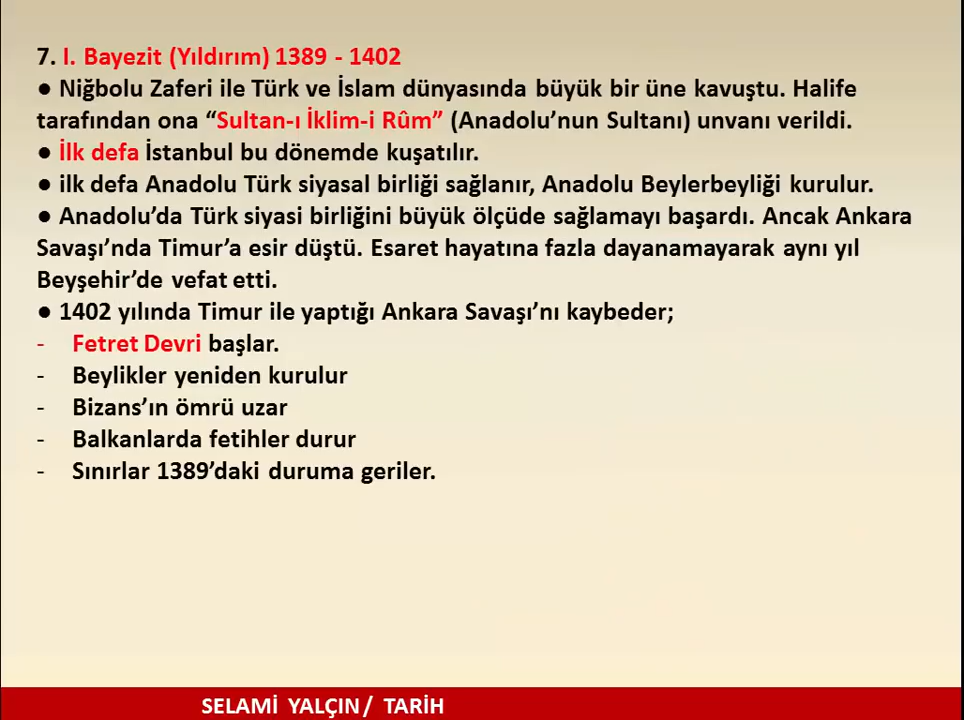 7. I. Bayezit (Yıldırım) 1389 - 1402
● Niğbolu Zaferi ile Türk ve İslam dünyasında büyük bir üne kavuştu. Halife
tarafından ona “Sultan-ı İklim-i Rûm” (Anadolu’nun Sultanı) unvanı verildi.
● İlk defa İstanbul bu dönemde kuşatılır.
● ilk defa Anadolu Türk siyasal birliği sağlanır, Anadolu Beylerbeyliği kurulur.
● Anadolu’da Türk siyasi birliğini büyük ölçüde sağlamayı başardı. Ancak Ankara
Savaşı’nda Timur’a esir düştü. Esaret hayatına fazla dayanamayarak aynı yıl
Beyşehir’de vefat etti.
● 1402 yılında Timur ile yaptığı Ankara Savaşı’nı kaybeder;
- Fetret Devri başlar.
- Beylikler yeniden kurulur
- Bizans’ın ömrü uzar
- Balkanlarda fetihler durur
- Sınırlar 1389’daki duruma geriler.
SELAMİ YALÇIN / TARİH